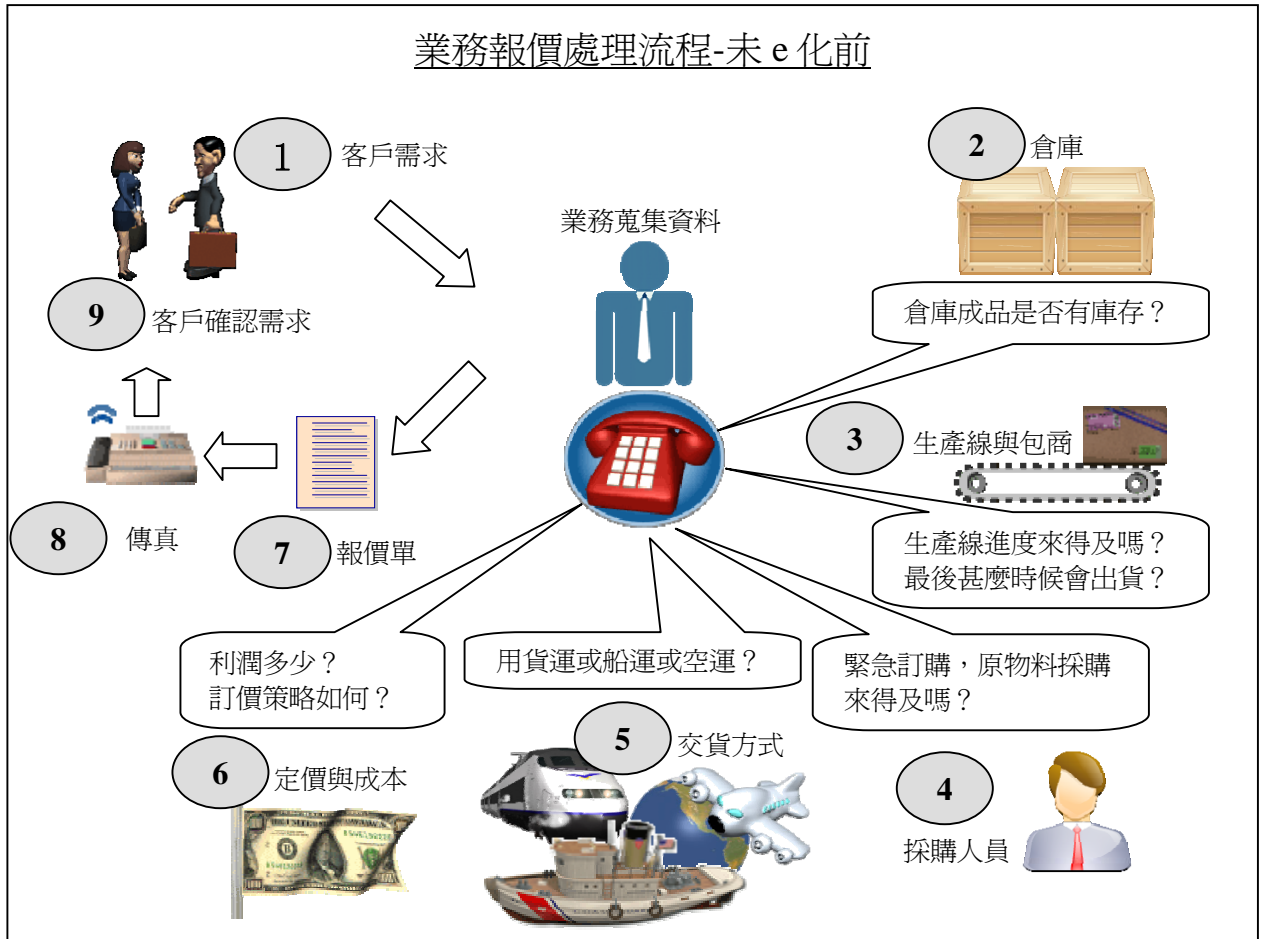 業務報價處理流程-未 e 化前
1
客戶需求
業務蒐集資料
2
倉庫
倉庫成品是否有庫存？
3
生產線與包商
生產線進度來得及嗎？
最後甚麼時候會出貨？
緊急訂購，原物料採購
來得及嗎？
4
採購人員
用貨運或船運或空運？
5
交貨方式
利潤多少？
訂價策略如何？
6
定價與成本
7
報價單
8
傳真
9
客戶確認需求